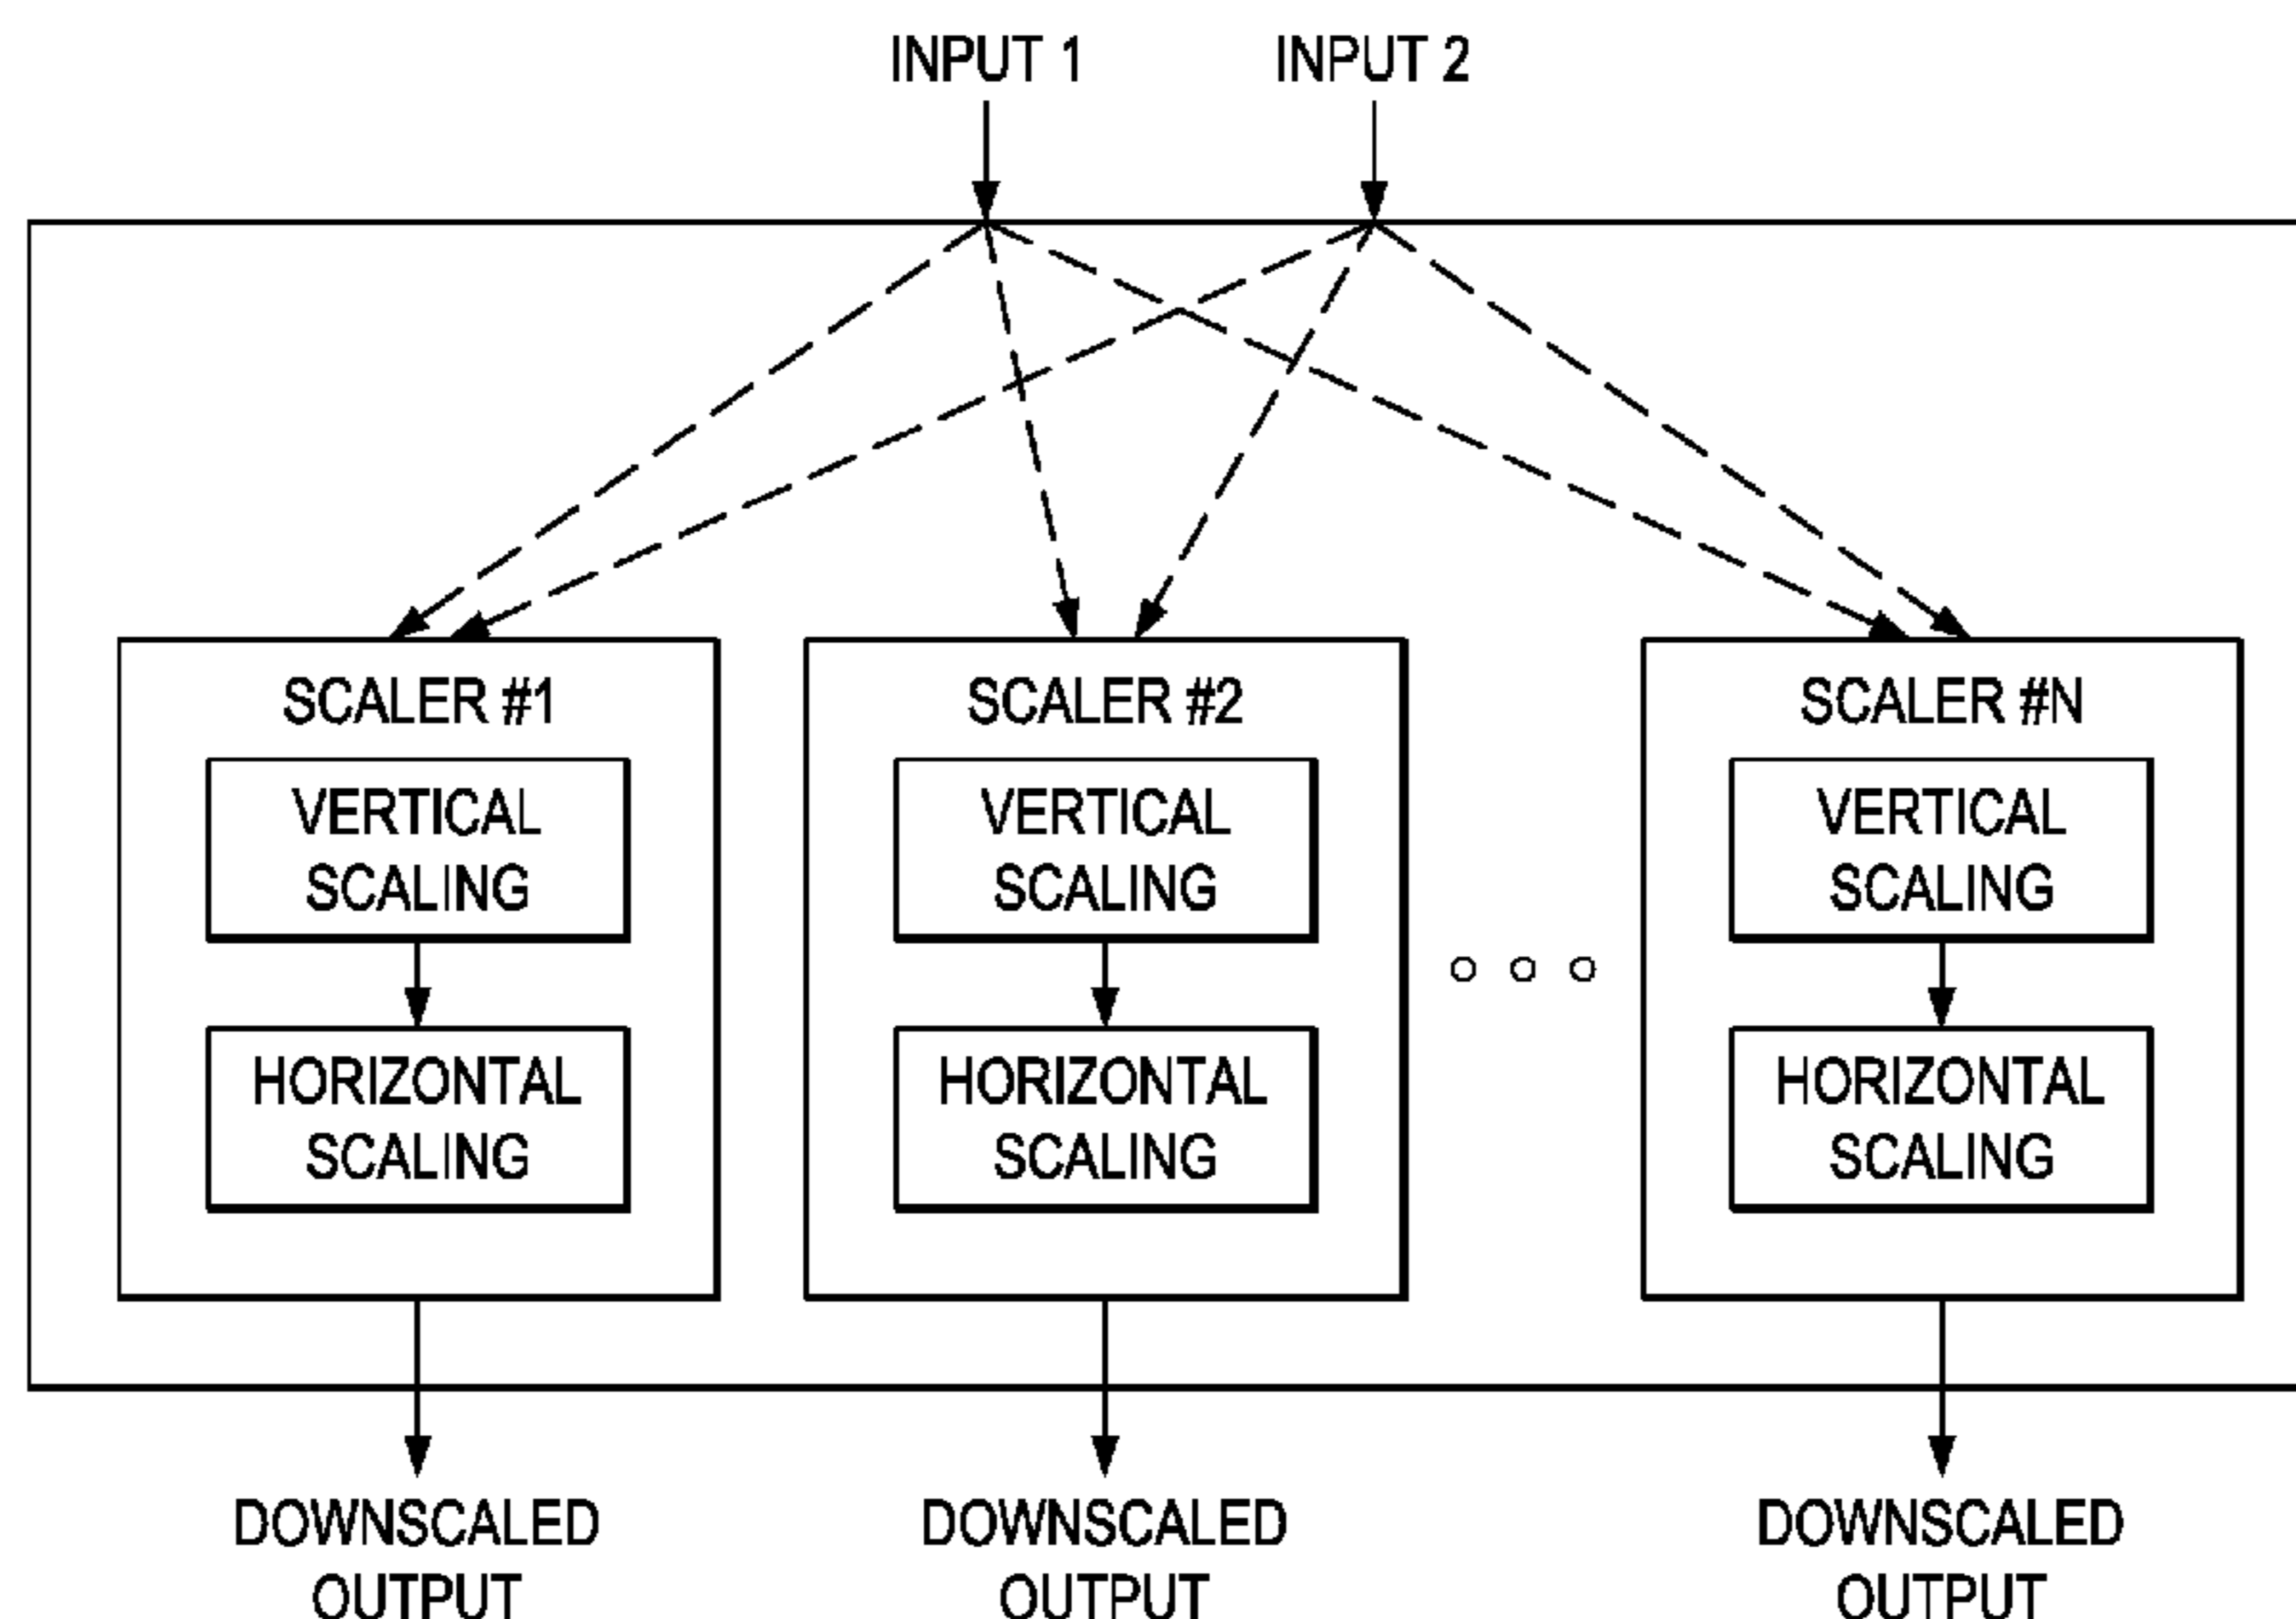 INPUT 1
INPUT 2
SCALER #1
VERTICAL
SCALING
HORIZONTAL
SCALING
SCALER #2
VERTICAL
SCALING
HORIZONTAL
SCALING
SCALER #N
VERTICAL
SCALING
HORIZONTAL
SCALING
DOWNSCALED
OUTPUT
DOWNSCALED
OUTPUT
DOWNSCALED
OUTPUT